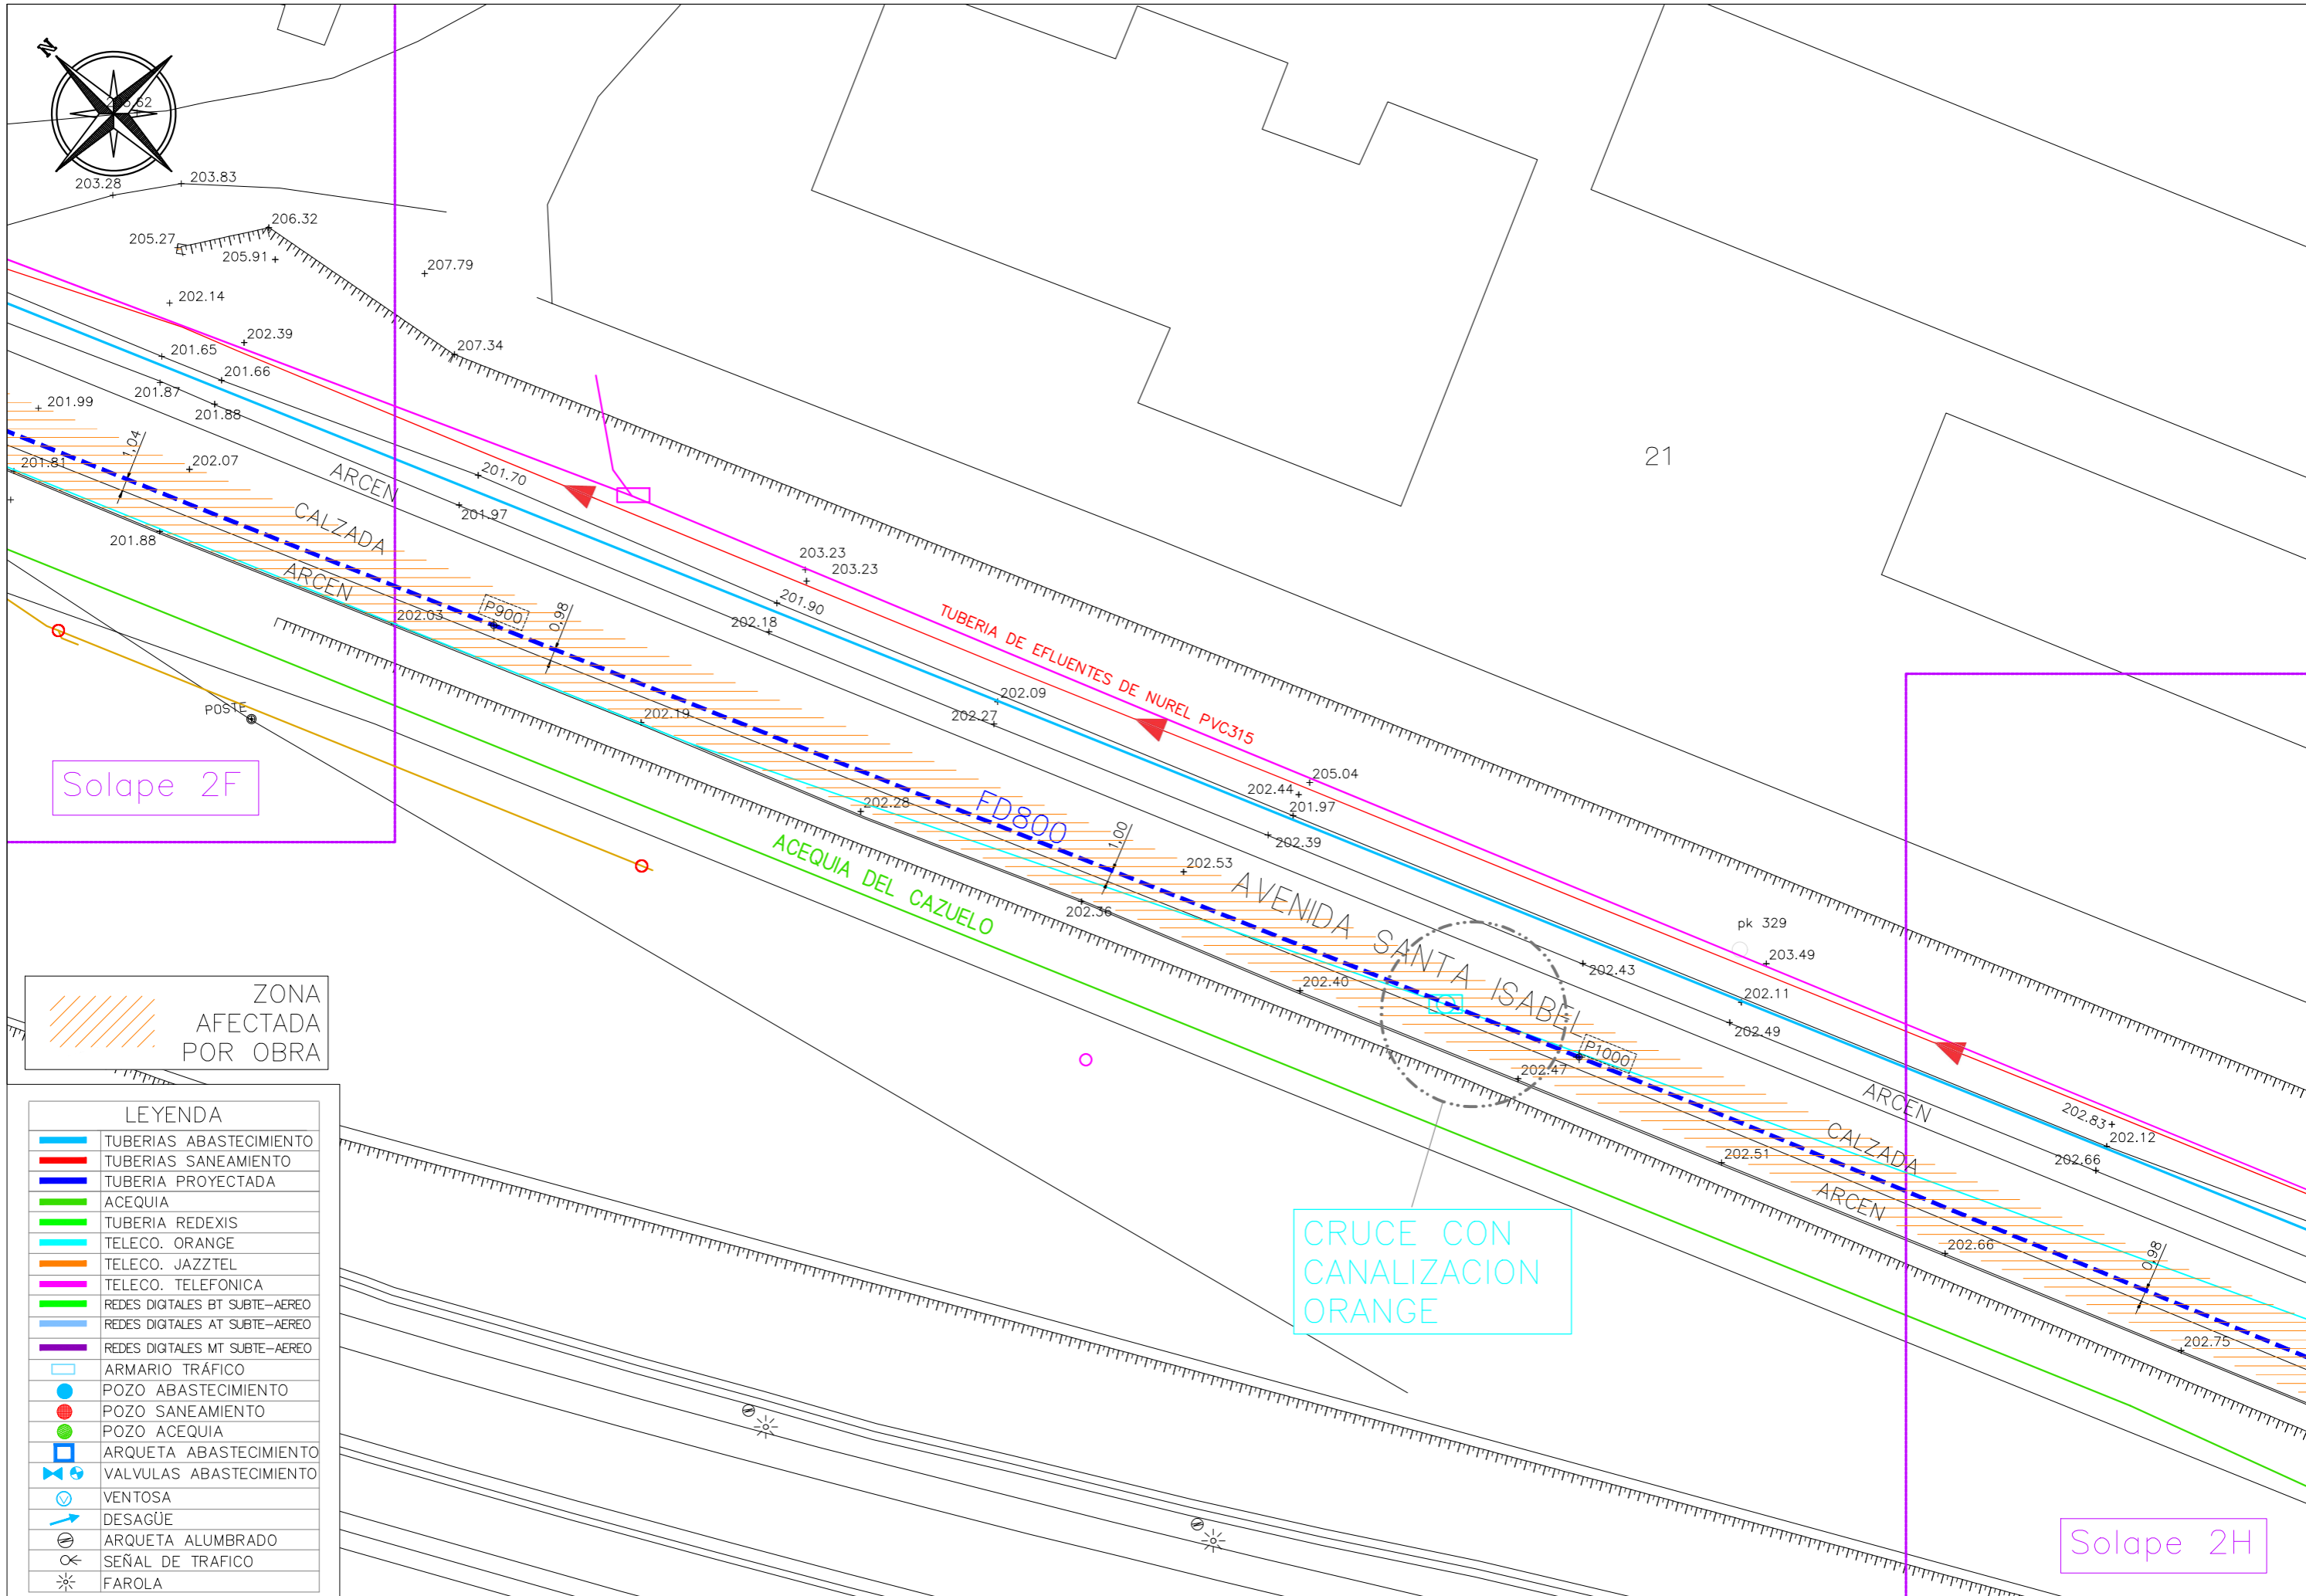 N
203.28
203.83
206.32
205.27
205.91
207.79
202.14
202.39
207.34
201.65
201.66
201.87
201.88
201.99
1,04
201.81
202.07
ARCEN
201.70
201.97
CALZADA
201.88
ARCEN
203.23
203.23
202.03
P900
0,98
201.90
202.18
TUBERIA DE EFLUENTES DE NUREL PVC315
21
POSTE
202.19
202.09
202.27
Solape 2F
205.04
202.44
201.97
202.28
FD800
202.39
1,00
202.53
ACEQUIA DEL CAZUELO
AVENIDA SANTA ISABEL
202.36
pk 329
203.49
202.43
202.40
202.11
202.49
P1000
202.47
ARCEN
202.83
202.12
CALZADA
202.66
202.51
ARCEN
202.66
0,98
202.75
ZONA
AFECTADA
POR OBRA
CRUCE CON
CANALIZACION
ORANGE
LEYENDA
TUBERIAS ABASTECIMIENTO
TUBERIAS SANEAMIENTO
TUBERIA PROYECTADA
ACEQUIA
TUBERIA REDEXIS
TELECO. ORANGE
TELECO. JAZZTEL
TELECO. TELEFONICA
REDES DIGITALES BT SUBTE-AEREO
REDES DIGITALES AT SUBTE-AEREO
REDES DIGITALES MT SUBTE-AEREO
ARMARIO TRÁFICO
POZO ABASTECIMIENTO
POZO SANEAMIENTO
POZO ACEQUIA
ARQUETA ABASTECIMIENTO
VALVULAS ABASTECIMIENTO
VENTOSA
DESAGÜE
ARQUETA ALUMBRADO
SEÑAL DE TRAFICO
FAROLA
Solape 2H